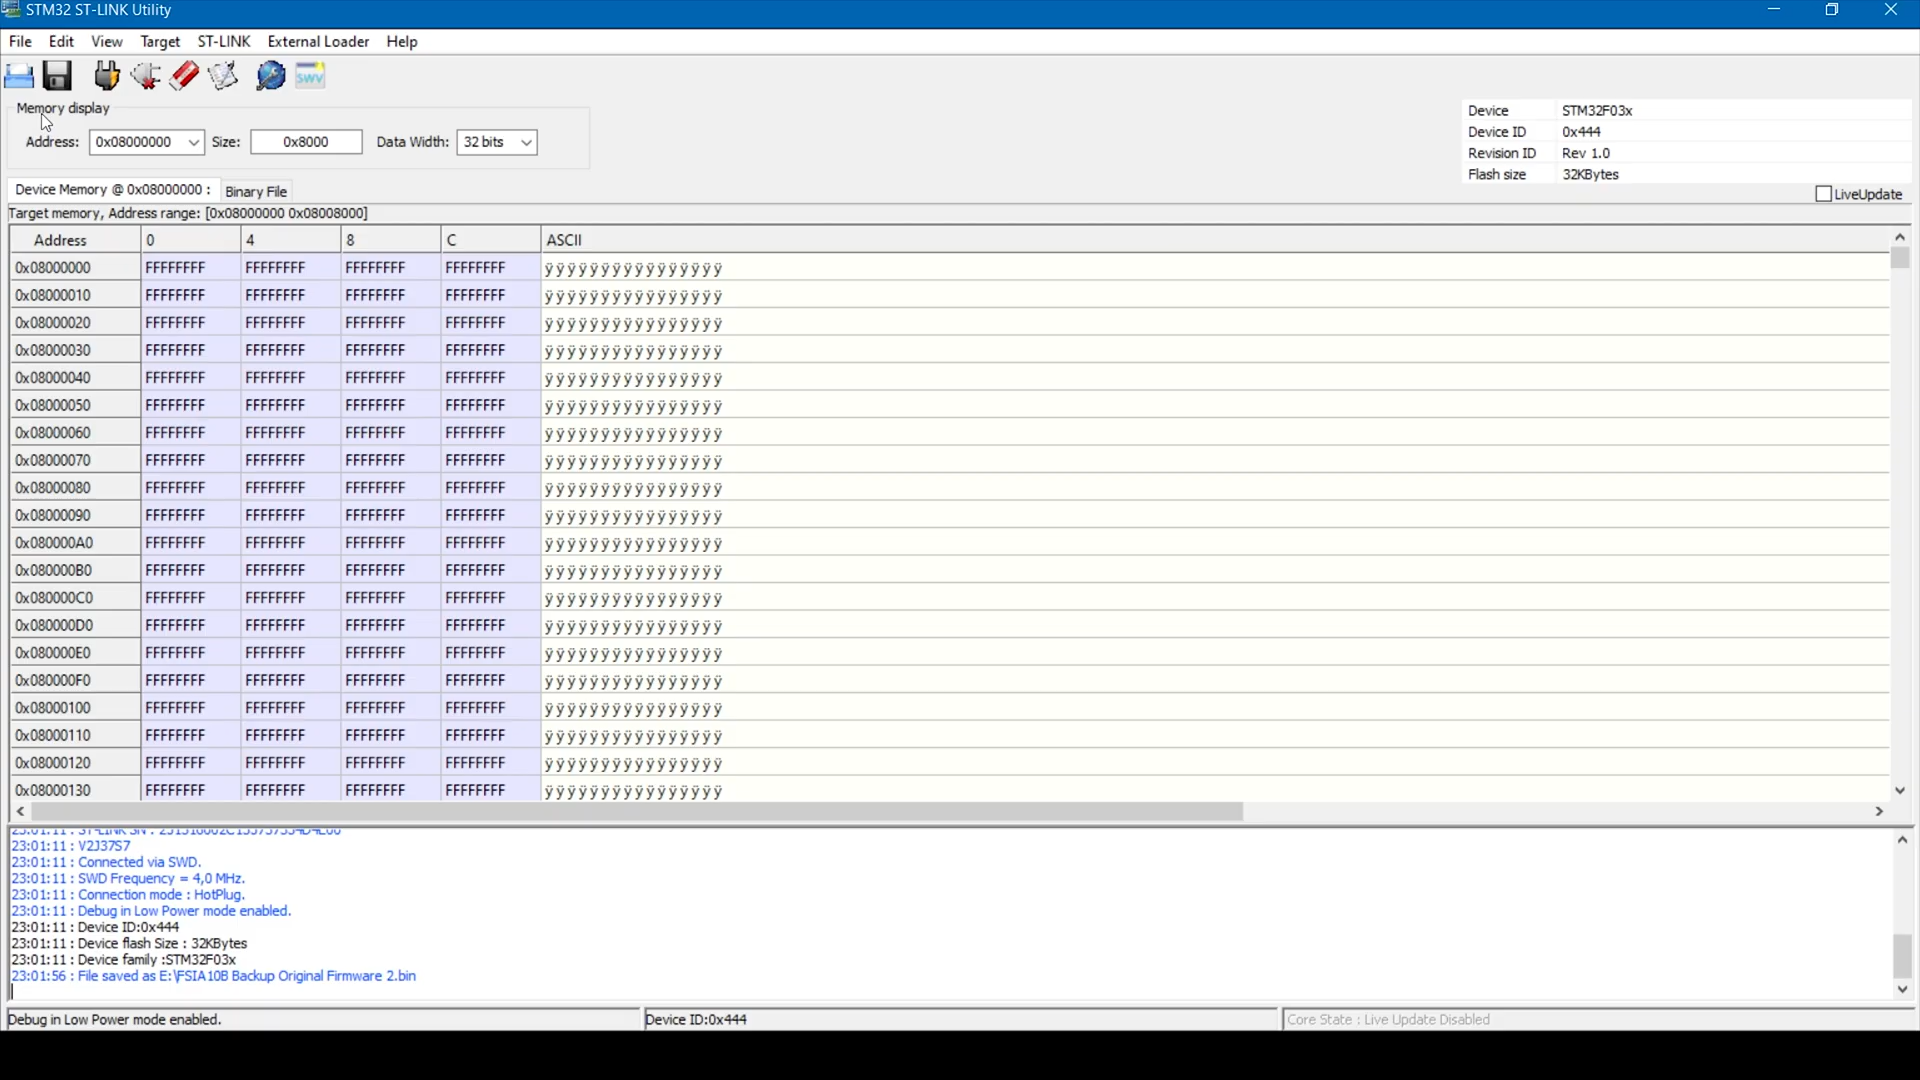 STM32 ST-LINK Utility
File Edit View Target ST-LINK External Loader Help
SWV
Memory display
Address: 0x08000000 Size: 0x8000 Data Width: 32 bits
Device STM32F03x
Device ID 0x444
Revision ID Rev 1.0
Flash size 32KBytes
LiveUpdate
Device Memory @ 0x08000000 : Binary File
Target memory, Address range: [0x08000000 0x08008000]
Address 0 4 8 C ASCII
0x08000000 FFFFFFFF FFFFFFFF FFFFFFFF FFFFFFFF ÿÿÿÿÿÿÿÿÿÿÿÿÿÿÿÿ
0x08000010 FFFFFFFF FFFFFFFF FFFFFFFF FFFFFFFF ÿÿÿÿÿÿÿÿÿÿÿÿÿÿÿÿ
0x08000020 FFFFFFFF FFFFFFFF FFFFFFFF FFFFFFFF ÿÿÿÿÿÿÿÿÿÿÿÿÿÿÿÿ
0x08000030 FFFFFFFF FFFFFFFF FFFFFFFF FFFFFFFF ÿÿÿÿÿÿÿÿÿÿÿÿÿÿÿÿ
0x08000040 FFFFFFFF FFFFFFFF FFFFFFFF FFFFFFFF ÿÿÿÿÿÿÿÿÿÿÿÿÿÿÿÿ
0x08000050 FFFFFFFF FFFFFFFF FFFFFFFF FFFFFFFF ÿÿÿÿÿÿÿÿÿÿÿÿÿÿÿÿ
0x08000060 FFFFFFFF FFFFFFFF FFFFFFFF FFFFFFFF ÿÿÿÿÿÿÿÿÿÿÿÿÿÿÿÿ
0x08000070 FFFFFFFF FFFFFFFF FFFFFFFF FFFFFFFF ÿÿÿÿÿÿÿÿÿÿÿÿÿÿÿÿ
0x08000080 FFFFFFFF FFFFFFFF FFFFFFFF FFFFFFFF ÿÿÿÿÿÿÿÿÿÿÿÿÿÿÿÿ
0x08000090 FFFFFFFF FFFFFFFF FFFFFFFF FFFFFFFF ÿÿÿÿÿÿÿÿÿÿÿÿÿÿÿÿ
0x080000A0 FFFFFFFF FFFFFFFF FFFFFFFF FFFFFFFF ÿÿÿÿÿÿÿÿÿÿÿÿÿÿÿÿ
0x080000B0 FFFFFFFF FFFFFFFF FFFFFFFF FFFFFFFF ÿÿÿÿÿÿÿÿÿÿÿÿÿÿÿÿ
0x080000C0 FFFFFFFF FFFFFFFF FFFFFFFF FFFFFFFF ÿÿÿÿÿÿÿÿÿÿÿÿÿÿÿÿ
0x080000D0 FFFFFFFF FFFFFFFF FFFFFFFF FFFFFFFF ÿÿÿÿÿÿÿÿÿÿÿÿÿÿÿÿ
0x080000E0 FFFFFFFF FFFFFFFF FFFFFFFF FFFFFFFF ÿÿÿÿÿÿÿÿÿÿÿÿÿÿÿÿ
0x080000F0 FFFFFFFF FFFFFFFF FFFFFFFF FFFFFFFF ÿÿÿÿÿÿÿÿÿÿÿÿÿÿÿÿ
0x08000100 FFFFFFFF FFFFFFFF FFFFFFFF FFFFFFFF ÿÿÿÿÿÿÿÿÿÿÿÿÿÿÿÿ
0x08000110 FFFFFFFF FFFFFFFF FFFFFFFF FFFFFFFF ÿÿÿÿÿÿÿÿÿÿÿÿÿÿÿÿ
0x08000120 FFFFFFFF FFFFFFFF FFFFFFFF FFFFFFFF ÿÿÿÿÿÿÿÿÿÿÿÿÿÿÿÿ
0x08000130 FFFFFFFF FFFFFFFF FFFFFFFF FFFFFFFF ÿÿÿÿÿÿÿÿÿÿÿÿÿÿÿÿ
23:01:11 : ST-LINK SN :
23:01:11 : V2J37S7
23:01:11 : Connected via SWD.
23:01:11 : SWD Frequency = 4,0 MHz.
23:01:11 : Connection mode : HotPlug.
23:01:11 : Debug in Low Power mode enabled.
23:01:11 : Device ID:0x444
23:01:11 : Device flash Size : 32KBytes
23:01:11 : Device family :STM32F03x
23:01:56 : File saved as E:\FSIA10B Backup Original Firmware 2.bin
Debug in Low Power mode enabled. Device ID:0x444 Core State : Live Update Disabled